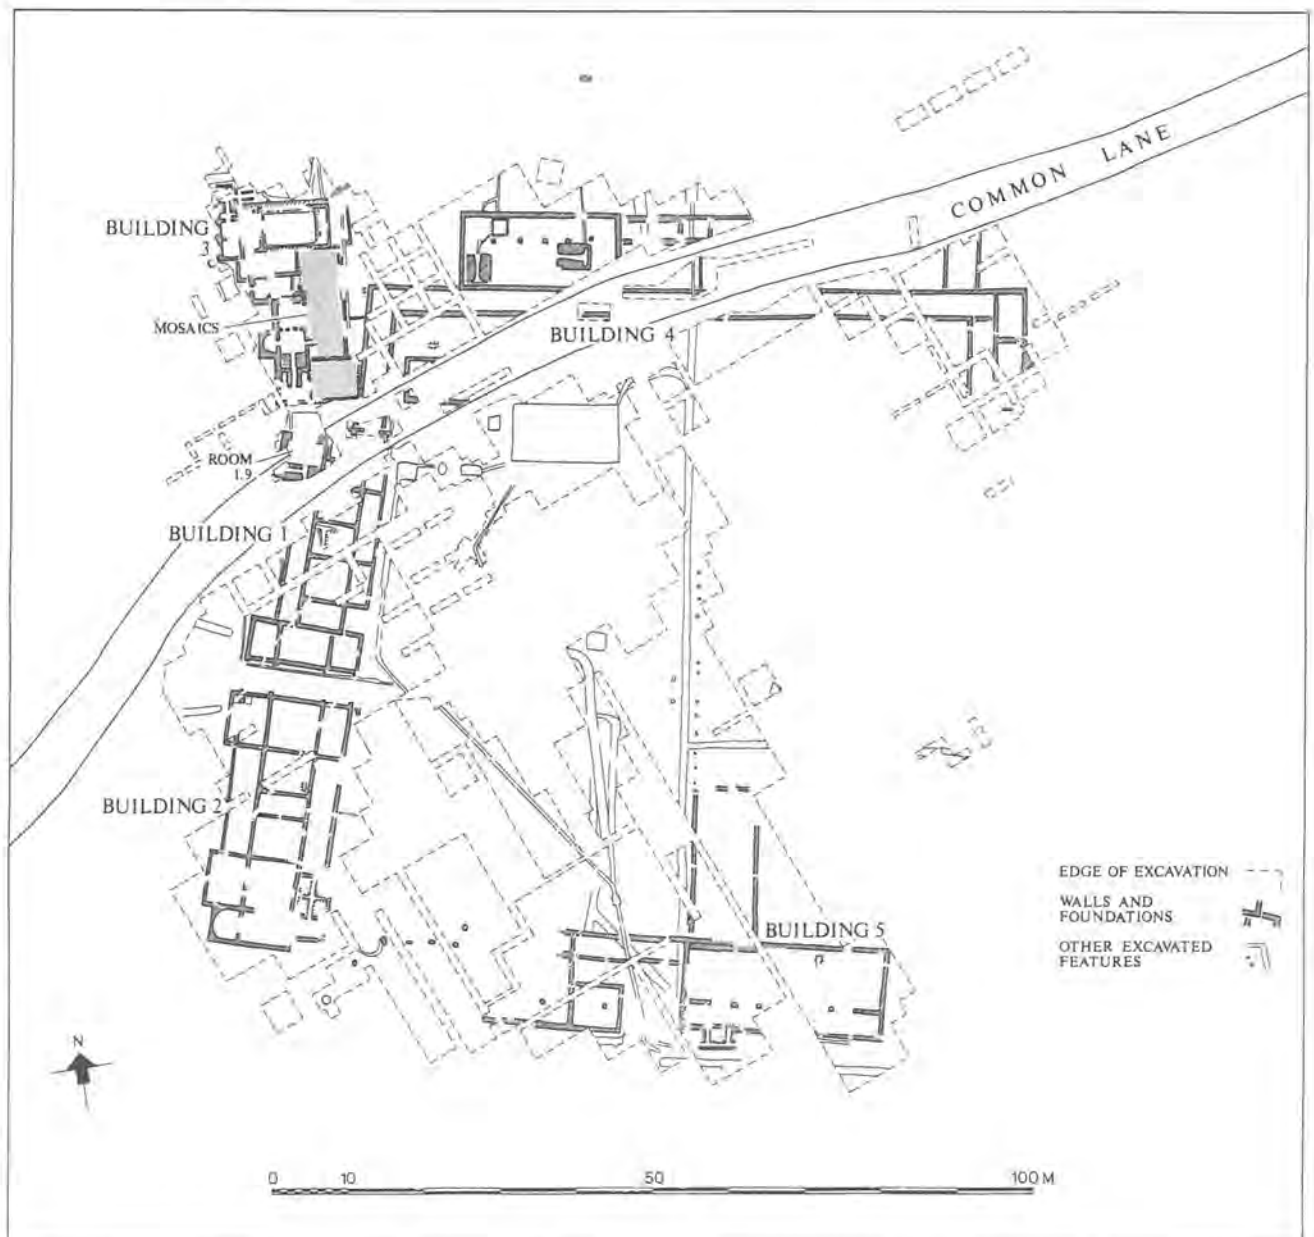 COMMON LANE
BUILDING
3
MOSAICS
BUILDING 4
ROOM
1.9
BUILDING 1
BUILDING 2
EDGE OF EXCAVATION
WALLS AND
FOUNDATIONS
BUILDING 5
OTHER EXCAVATED
FEATURES
N
0 10 50 100 M